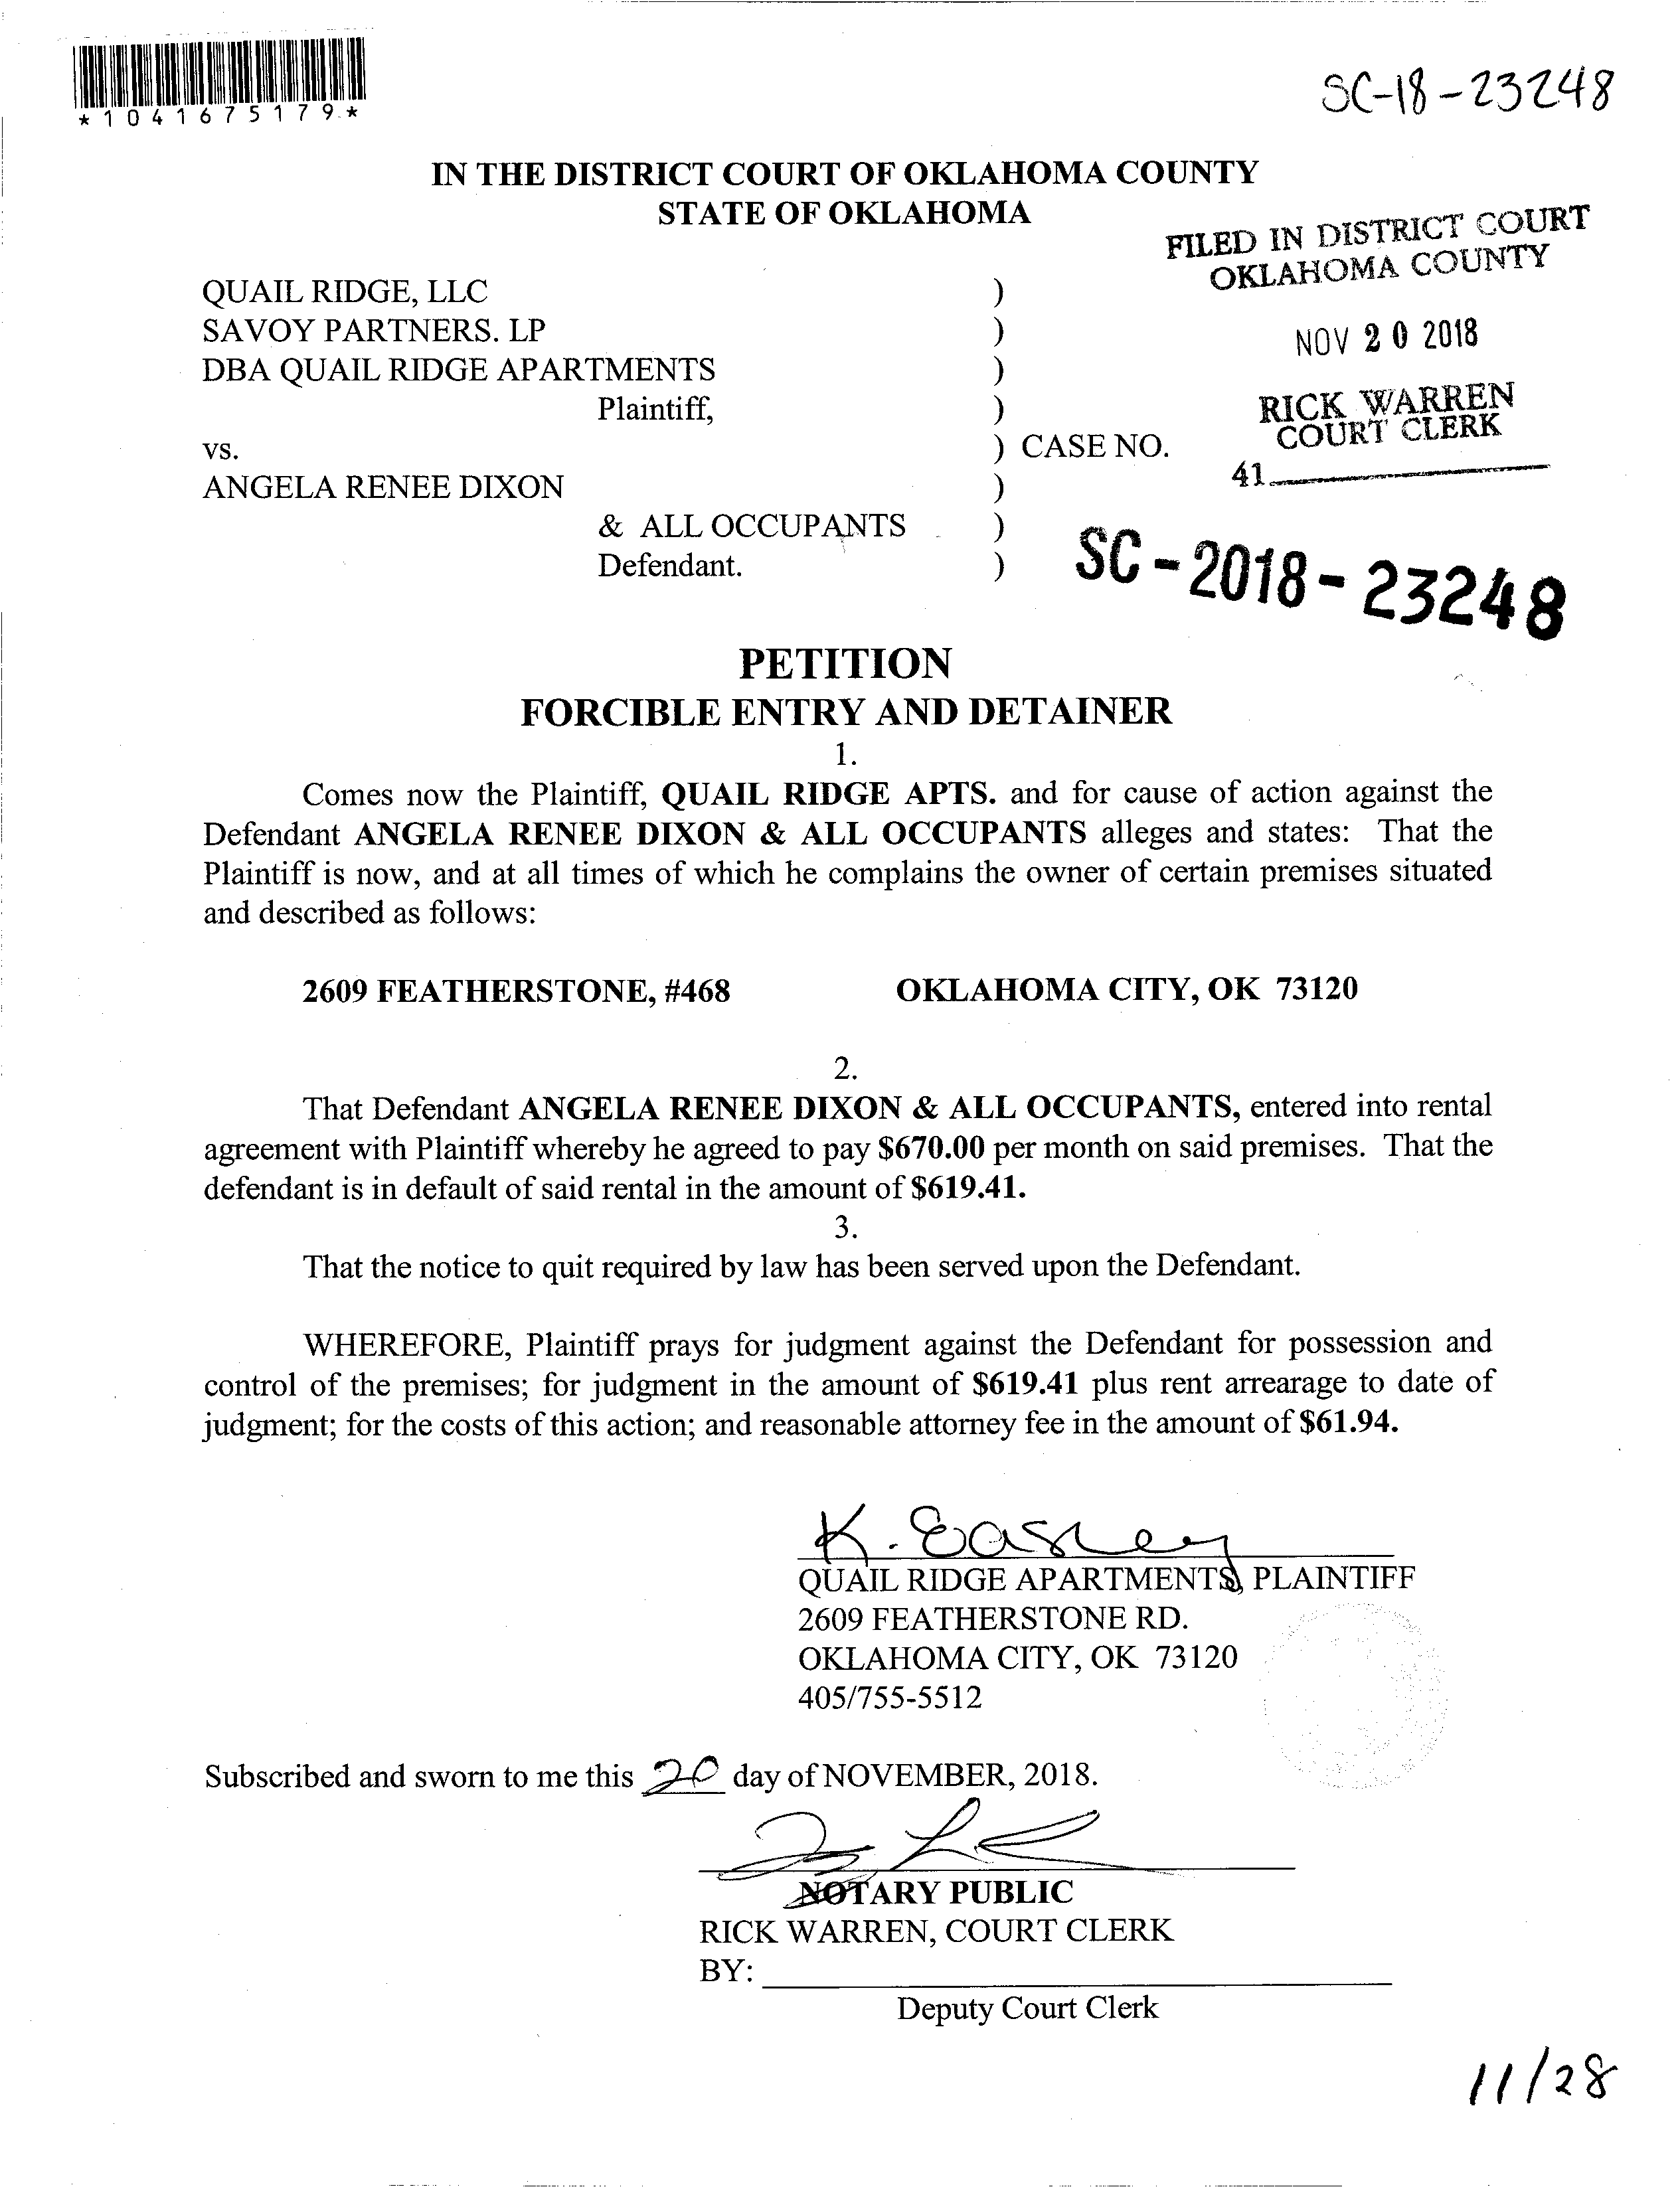 *1041675179*
SC-18-23248
IN THE DISTRICT COURT OF OKLAHOMA COUNTY
STATE OF OKLAHOMA
FILED IN DISTRICT COURT
OKLAHOMA COUNTY
NOV 20 2018
RICK WARREN
COURT CLERK
41
QUAIL RIDGE, LLC )
SAVOY PARTNERS. LP )
DBA QUAIL RIDGE APARTMENTS )
Plaintiff, )
vs. ) CASE NO.
ANGELA RENEE DIXON )
& ALL OCCUPANTS )
Defendant. )
SC-2018-23248
PETITION
FORCIBLE ENTRY AND DETAINER
1.
Comes now the Plaintiff, QUAIL RIDGE APTS. and for cause of action against the
Defendant ANGELA RENEE DIXON & ALL OCCUPANTS alleges and states: That the
Plaintiff is now, and at all times of which he complains the owner of certain premises situated
and described as follows:
2609 FEATHERSTONE, #468 OKLAHOMA CITY, OK 73120
2.
That Defendant ANGELA RENEE DIXON & ALL OCCUPANTS, entered into rental
agreement with Plaintiff whereby he agreed to pay $670.00 per month on said premises. That the
defendant is in default of said rental in the amount of $619.41.
3.
That the notice to quit required by law has been served upon the Defendant.
WHEREFORE, Plaintiff prays for judgment against the Defendant for possession and
control of the premises; for judgment in the amount of $619.41 plus rent arrearage to date of
judgment; for the costs of this action; and reasonable attorney fee in the amount of $61.94.
K. Easley
QUAIL RIDGE APARTMENTS, PLAINTIFF
2609 FEATHERSTONE RD.
OKLAHOMA CITY, OK 73120
405/755-5512
Subscribed and sworn to me this 20 day of NOVEMBER, 2018.
NOTARY PUBLIC
RICK WARREN, COURT CLERK
BY:
Deputy Court Clerk
11/28